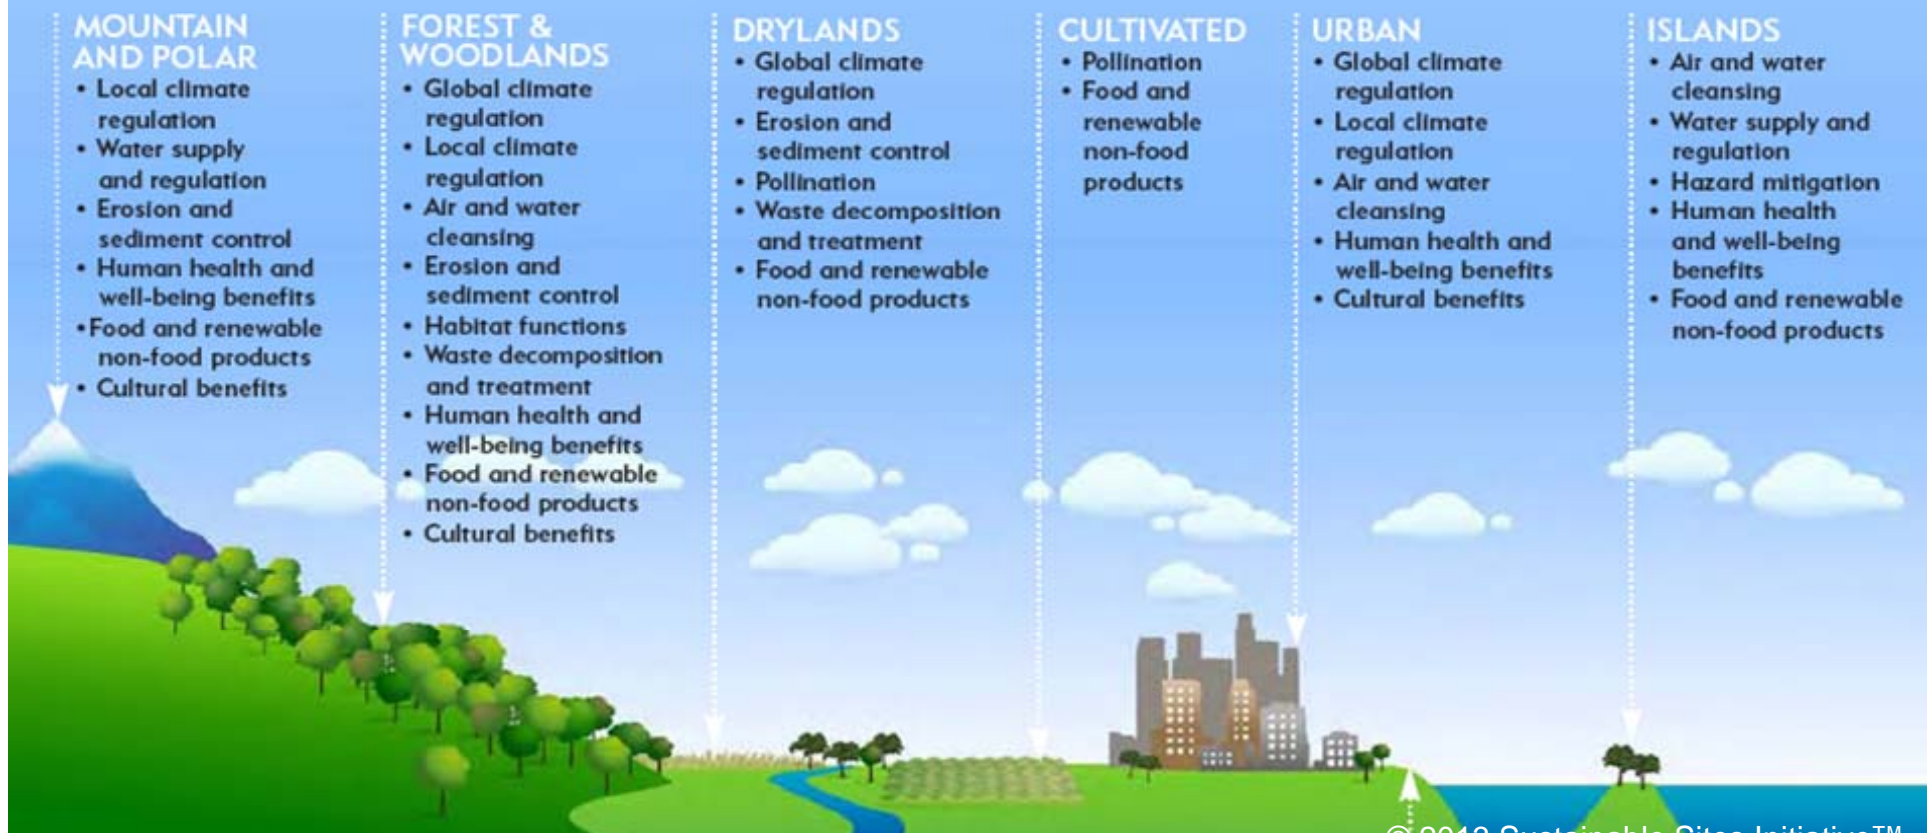 MOUNTAIN
AND POLAR
• Local climate
regulation
• Water supply
and regulation
• Erosion and
sediment control
• Human health and
well-being benefits
•Food and renewable
non-food products
• Cultural benefits
FOREST &
WOODLANDS
• Global climate
regulation
• Local climate
regulation
• Air and water
cleansing
• Erosion and
sediment control
• Habitat functions
• Waste decomposition
and treatment
• Human health and
well-being benefits
• Food and renewable
non-food products
• Cultural benefits
DRYLANDS
• Global climate
regulation
• Erosion and
sediment control
• Pollination
• Waste decomposition
and treatment
• Food and renewable
non-food products
CULTIVATED
• Pollination
• Food and
renewable
non-food
products
URBAN
• Global climate
regulation
• Local climate
regulation
• Air and water
cleansing
• Human health and
well-being benefits
• Cultural benefits
ISLANDS
• Air and water
cleansing
• Water supply and
regulation
• Hazard mitigation
• Human health
and well-being
benefits
• Food and renewable
non-food products
Sustainable Sites Initiative™